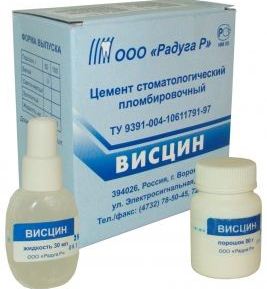 ООО «Радуга Р»
Цемент стоматологический
пломбировочный
ТУ 9391-004-10611791-97
ВИСЦИН
394026, Россия, г.
ул. Электросигнальная,
Тел./факс: (4732) 78-50-45,
ФОРМА ВЫПУСКА
ВИСЦИН
жидкость 30 мл
ООО «Радуга Р»
ВИСЦИН
порошок 80 г
ООО «Радуга Р»